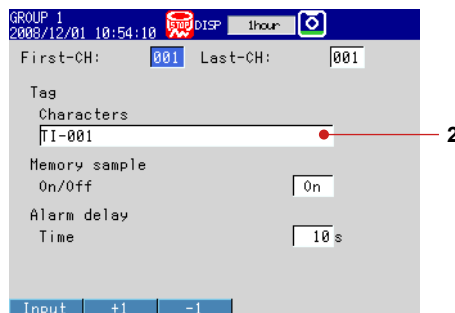 GROUP 1
2008/12/01 10:54:10 STOP DISP 1hour
First-CH: 001 Last-CH: 001
Tag
Characters
TI-001 2
Memory sample
On/Off On
Alarm delay
Time 10 s
Input +1 -1